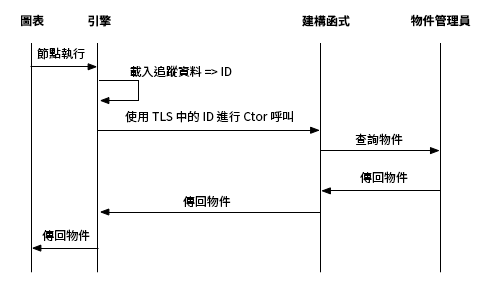 圖表 引擎 建構函式 物件管理員
節點執行
載入追蹤資料 => ID
使用 TLS 中的 ID 進行 Ctor 呼叫
查詢物件
傳回物件
傳回物件
傳回物件